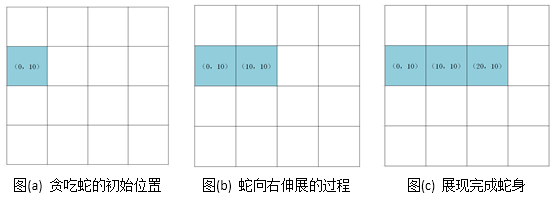 （0，10）
（0，10）（10，10）
（0，10）（10，10）（20，10）
图(a) 贪吃蛇的初始位置
图(b) 蛇向右伸展的过程
图(c) 展现完成蛇身